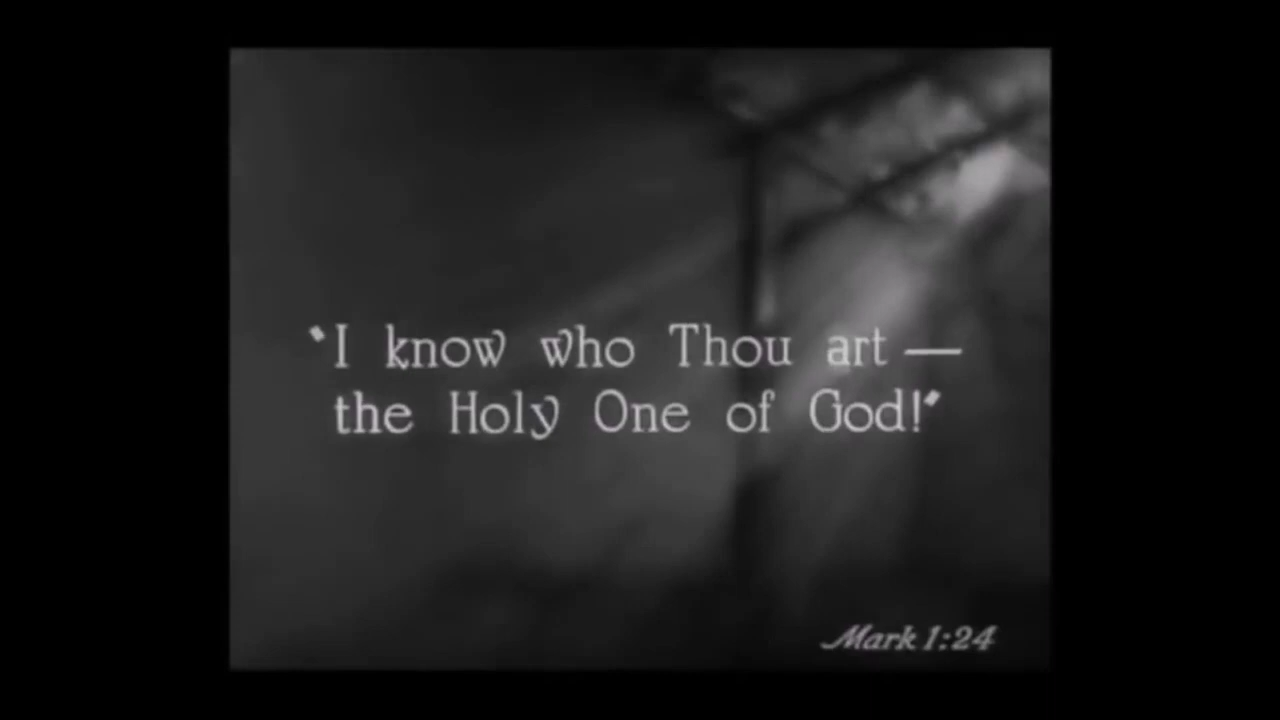 "I know who Thou art —
the Holy One of God!"
Mark 1:24